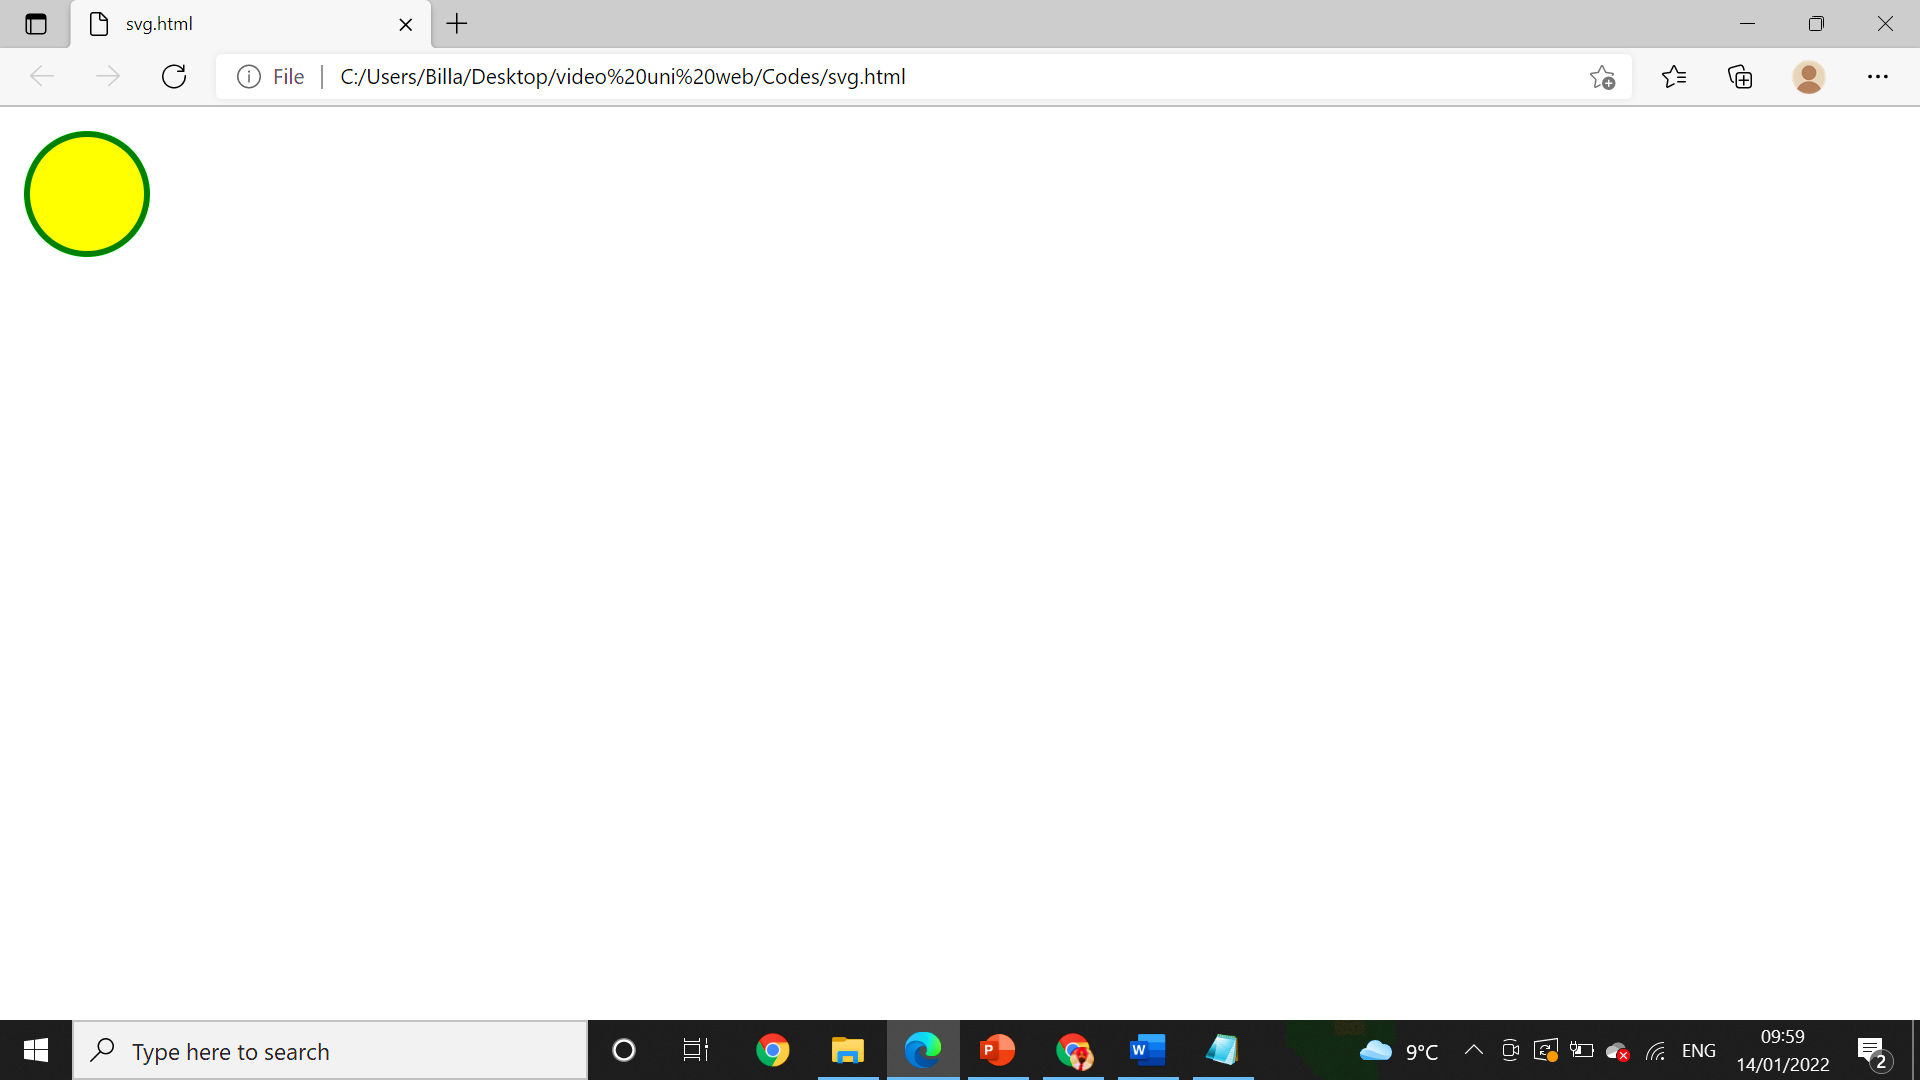 svg.html
File
C:/Users/Billa/Desktop/video%20uni%20web/Codes/svg.html
Type here to search
P
W
9°C
ENG
09:59
14/01/2022
2